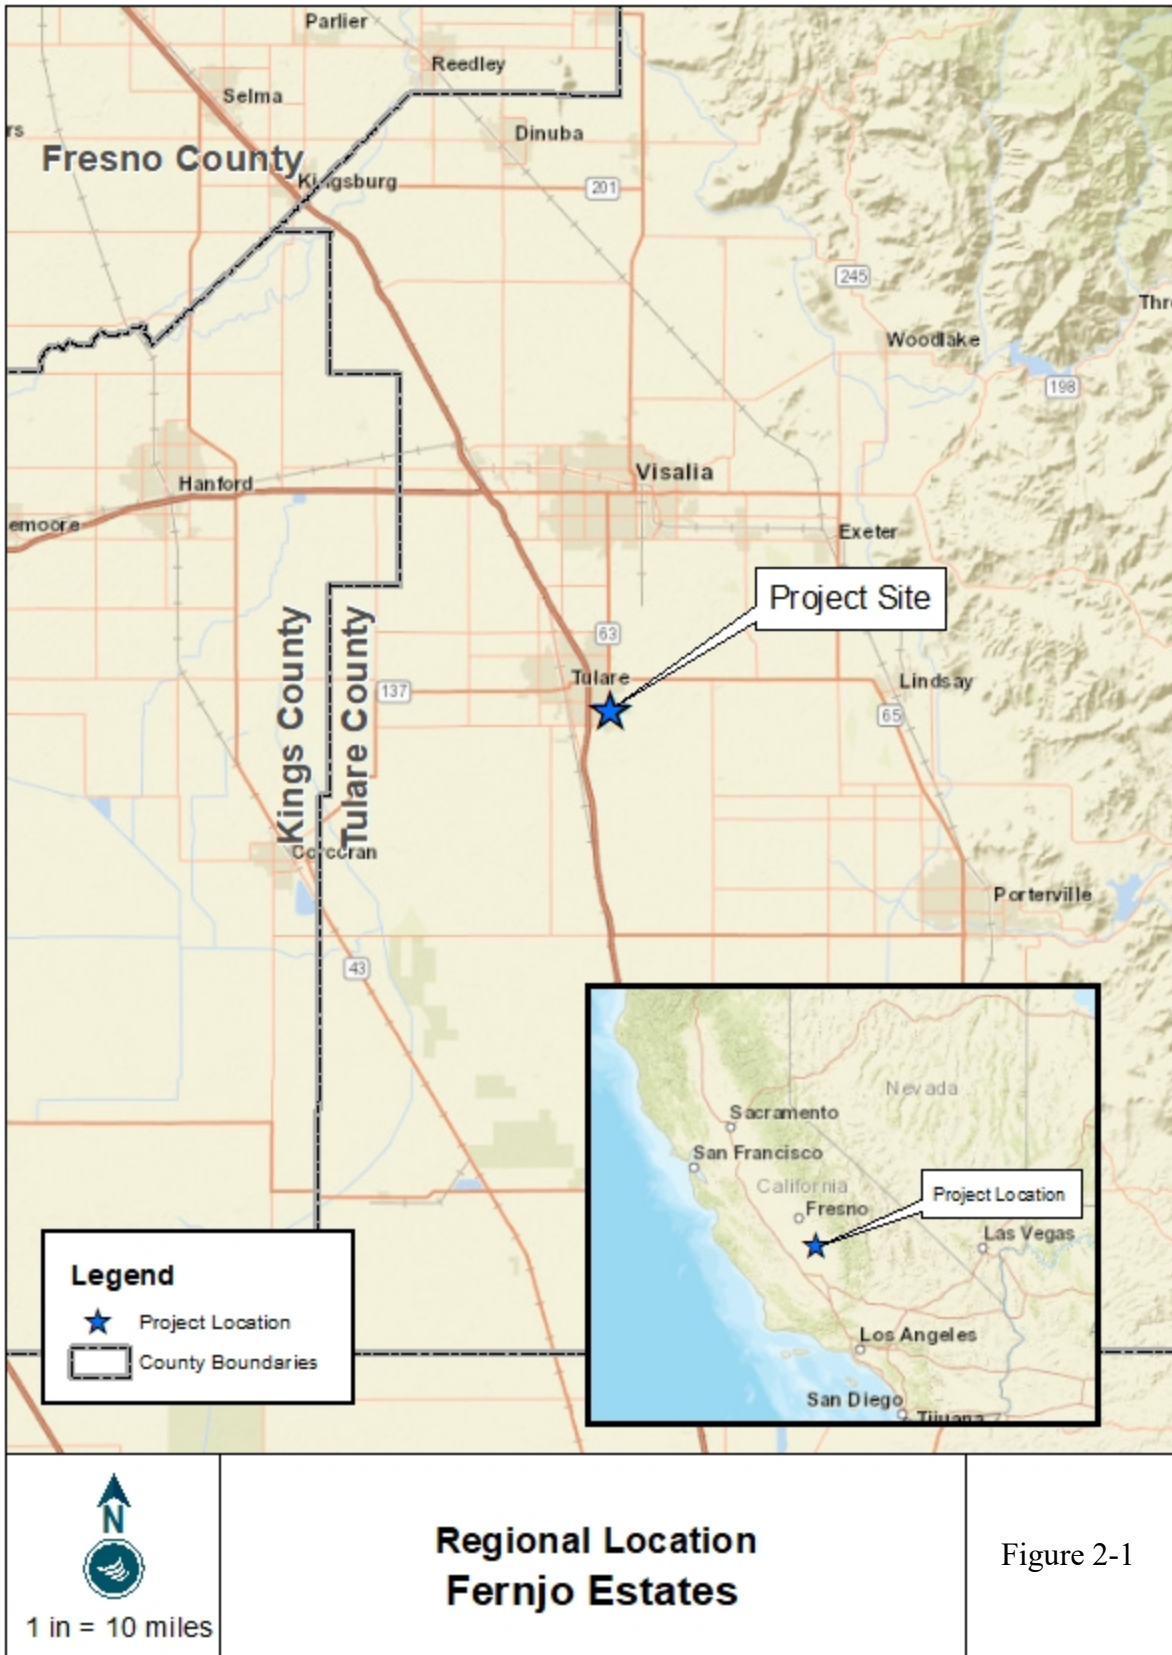 Parlier
Reedley
Selma
rs
Dinuba
Fresno County
Kingsburg
201
245
Thr
Woodlake
198
Visalia
Hanford
emoore
Exeter
Project Site
63
Tulare
Lindsay
137
65
Kings County
Tulare County
Corcoran
Porterville
43
Nevada
Sacramento
San Francisco
California
Project Location
Fresno
Las Vegas
Los Angeles
San Diego
Tijuana
Legend
Project Location
County Boundaries
N
1 in = 10 miles
Regional Location
Fernjo Estates
Figure 2-1